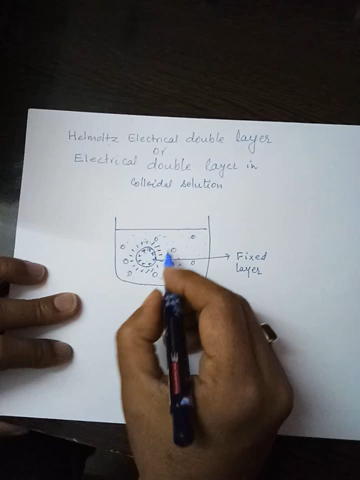 Helmoltz Electrical double layer
Or
Electrical double layer in
Colloidal solution
Fixed
layer